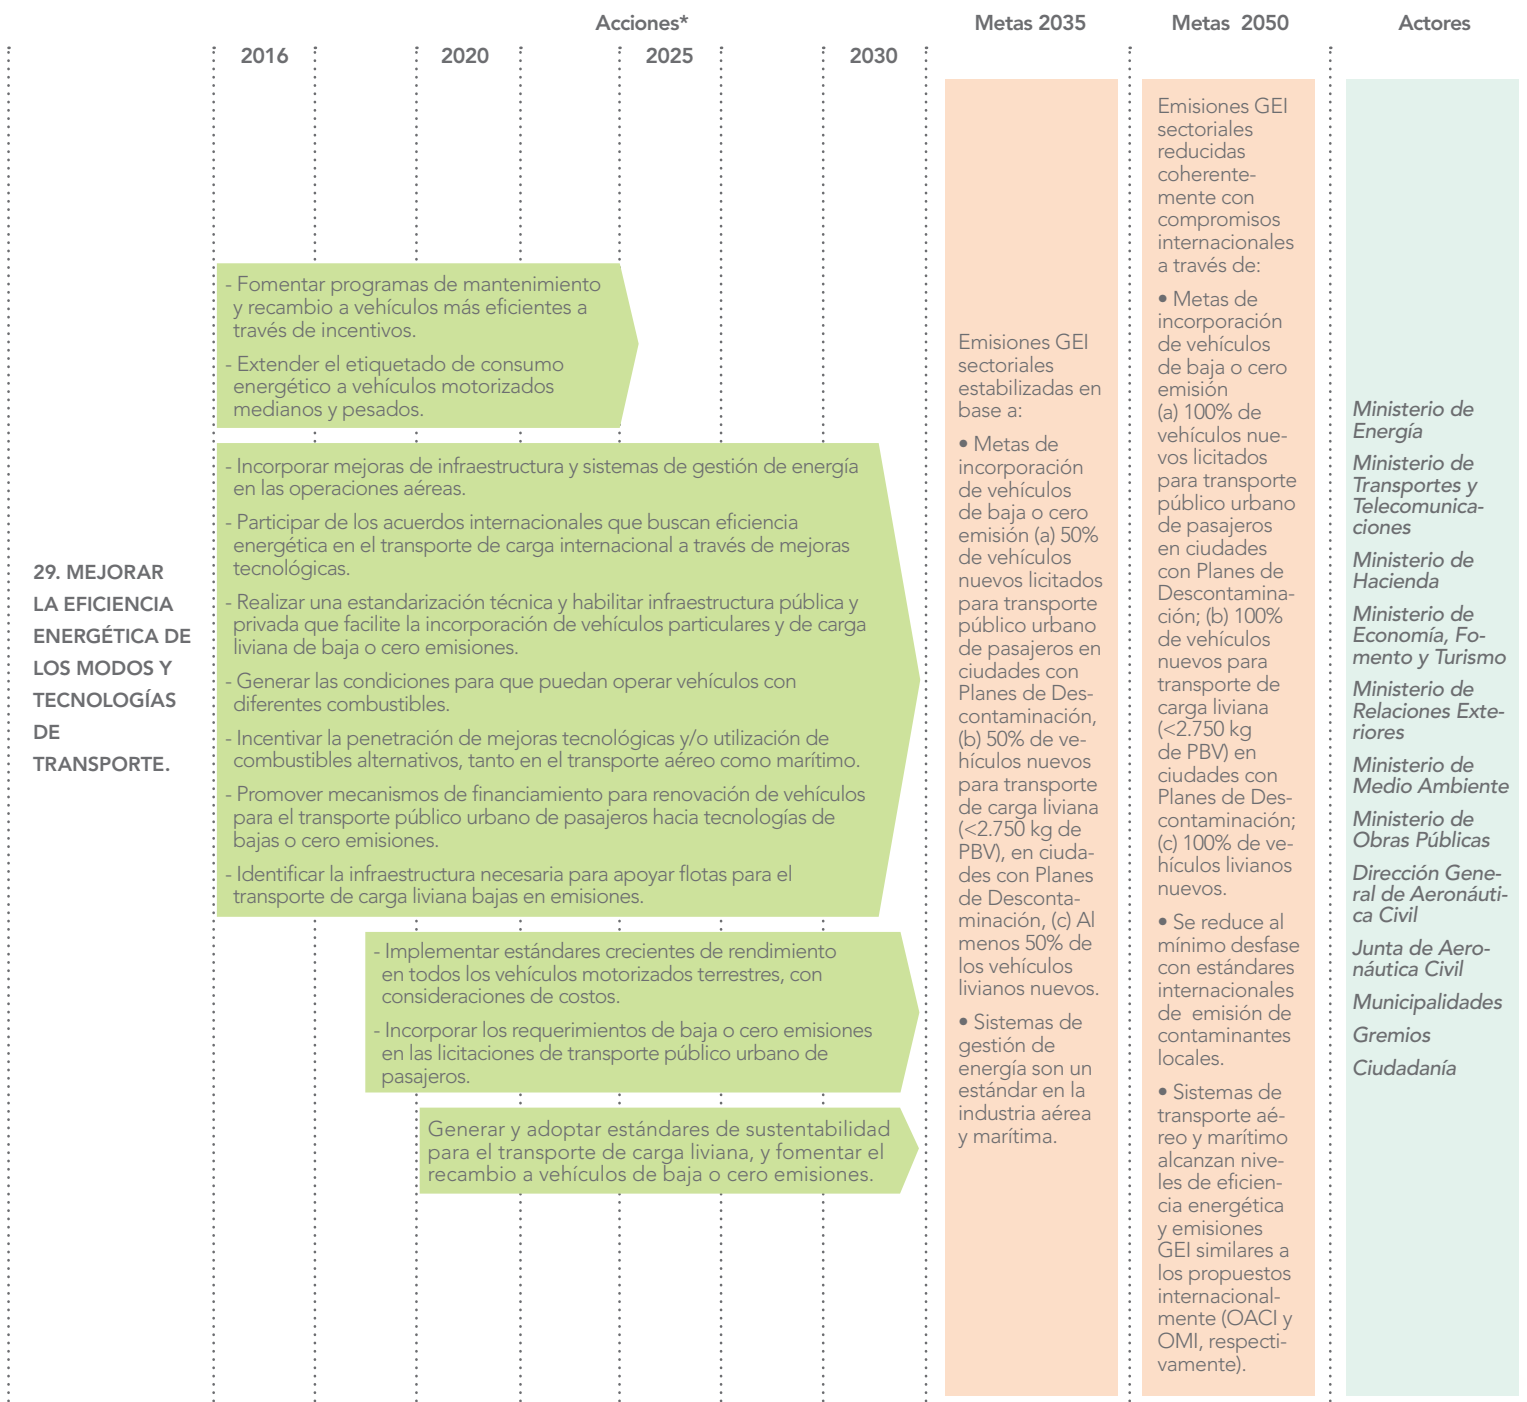 Acciones*
Metas 2035
Metas 2050
Actores
2016
2020
2025
2030
29. MEJORAR
LA EFICIENCIA
ENERGÉTICA DE
LOS MODOS Y
TECNOLOGÍAS
DE
TRANSPORTE.
- Fomentar programas de mantenimiento
y recambio a vehículos más eficientes a
través de incentivos.
- Extender el etiquetado de consumo
energético a vehículos motorizados
medianos y pesados.
- Incorporar mejoras de infraestructura y sistemas de gestión de energía
en las operaciones aéreas.
- Participar de los acuerdos internacionales que buscan eficiencia
energética en el transporte de carga internacional a través de mejoras
tecnológicas.
- Realizar una estandarización técnica y habilitar infraestructura pública y
privada que facilite la incorporación de vehículos particulares y de carga
liviana de baja o cero emisiones.
- Generar las condiciones para que puedan operar vehículos con
diferentes combustibles.
- Incentivar la penetración de mejoras tecnológicas y/o utilización de
combustibles alternativos, tanto en el transporte aéreo como marítimo.
- Promover mecanismos de financiamiento para renovación de vehículos
para el transporte público urbano de pasajeros hacia tecnologías de
bajas o cero emisiones.
- Identificar la infraestructura necesaria para apoyar flotas para el
transporte de carga liviana bajas en emisiones.
- Implementar estándares crecientes de rendimiento
en todos los vehículos motorizados terrestres, con
consideraciones de costos.
- Incorporar los requerimientos de baja o cero emisiones
en las licitaciones de transporte público urbano de
pasajeros.
Generar y adoptar estándares de sustentabilidad
para el transporte de carga liviana, y fomentar el
recambio a vehículos de baja o cero emisiones.
Emisiones GEI
sectoriales
estabilizadas en
base a:
• Metas de
incorporación
de vehículos
de baja o cero
emisión (a) 50%
de vehículos
nuevos licitados
para transporte
público urbano
de pasajeros en
ciudades con
Planes de Des-
contaminación,
(b) 50% de ve-
hículos nuevos
para transporte
de carga liviana
(<2.750 kg de
PBV), en ciuda-
des con Planes
de Desconta-
minación, (c) Al
menos 50% de
los vehículos
livianos nuevos.
• Sistemas de
gestión de
energía son un
estándar en la
industria aérea
y marítima.
Emisiones GEI
sectoriales
reducidas
coherente-
mente con
compromisos
internacionales
a través de:
• Metas de
incorporación
de vehículos
de baja o cero
emisión
(a) 100% de
vehículos nue-
vos licitados
para transporte
público urbano
de pasajeros
en ciudades
con Planes de
Descontamina-
ción; (b) 100%
de vehículos
nuevos para
transporte de
carga liviana
(<2.750 kg
de PBV) en
ciudades con
Planes de Des-
contaminación;
(c) 100% de ve-
hículos livianos
nuevos.
• Se reduce al
mínimo desfase
con estándares
internacionales
de emisión de
contaminantes
locales.
• Sistemas de
transporte aé-
reo y marítimo
alcanzan nive-
les de eficien-
cia energética
y emisiones
GEI similares a
los propuestos
internacional-
mente (OACI y
OMI, respecti-
vamente).
Ministerio de
Energía
Ministerio de
Transportes y
Telecomunica-
ciones
Ministerio de
Hacienda
Ministerio de
Economía, Fo-
mento y Turismo
Ministerio de
Relaciones Exte-
riores
Ministerio de
Medio Ambiente
Ministerio de
Obras Públicas
Dirección Gene-
ral de Aeronáuti-
ca Civil
Junta de Aero-
náutica Civil
Municipalidades
Gremios
Ciudadanía